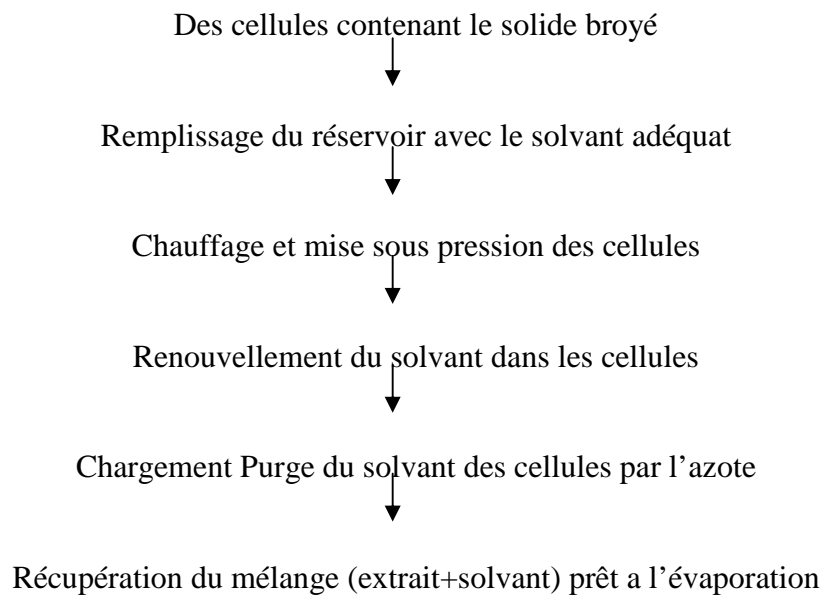 Des cellules contenant le solide broyé
Remplissage du réservoir avec le solvant adéquat
Chauffage et mise sous pression des cellules
Renouvellement du solvant dans les cellules
Chargement Purge du solvant des cellules par l’azote
Récupération du mélange (extrait+solvant) prêt a l’évaporation